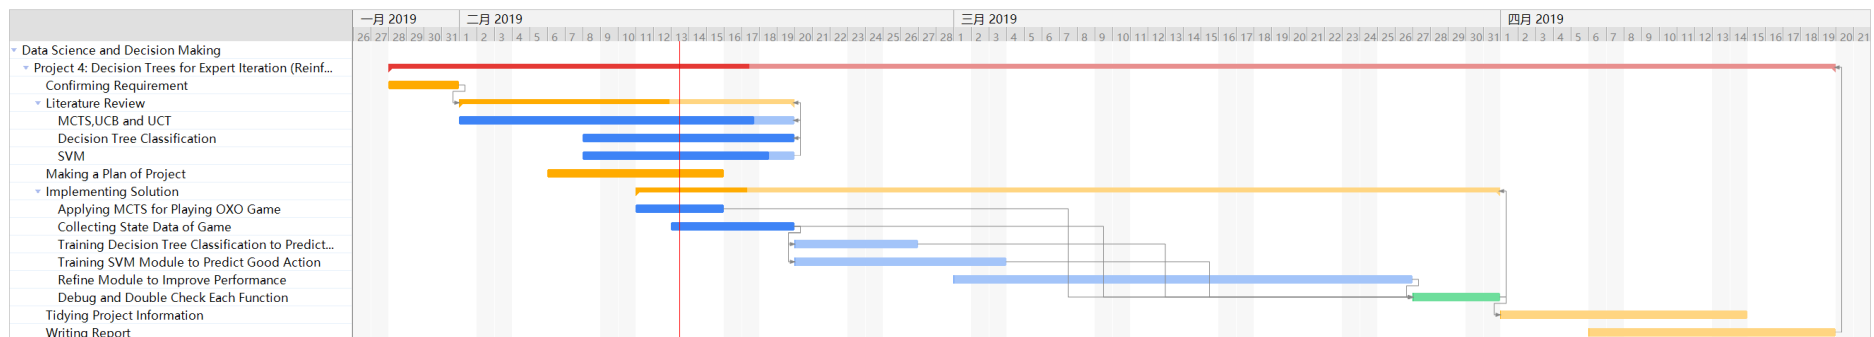 一月 2019 二月 2019 三月 2019 四月 2019
26 27 28 29 30 31 1 2 3 4 5 6 7 8 9 10 11 12 13 14 15 16 17 18 19 20 21 22 23 24 25 26 27 28 1 2 3 4 5 6 7 8 9 10 11 12 13 14 15 16 17 18 19 20 21 22 23 24 25 26 27 28 29 30 31 1 2 3 4 5 6 7 8 9 10 11 12 13 14 15 16 17 18 19 20 21
Data Science and Decision Making
Project 4: Decision Trees for Expert Iteration (Reinf...
Confirming Requirement
Literature Review
MCTS,UCB and UCT
Decision Tree Classification
SVM
Making a Plan of Project
Implementing Solution
Applying MCTS for Playing OXO Game
Collecting State Data of Game
Training Decision Tree Classification to Predict...
Training SVM Module to Predict Good Action
Refine Module to Improve Performance
Debug and Double Check Each Function
Tidying Project Information
Writing Report